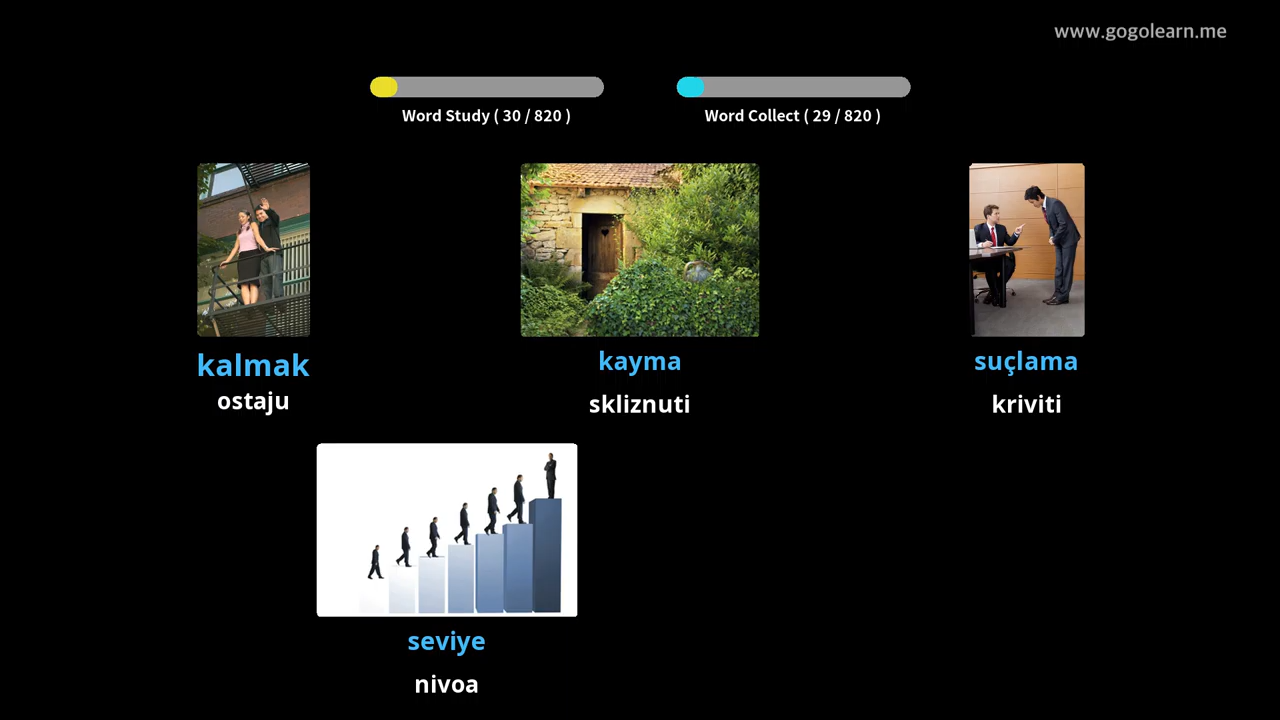 www.gogolearn.me
Word Study ( 30 / 820 )
Word Collect ( 29 / 820 )
kalmak
ostaju
kayma
skliznuti
suçlama
kriviti
seviye
nivoa